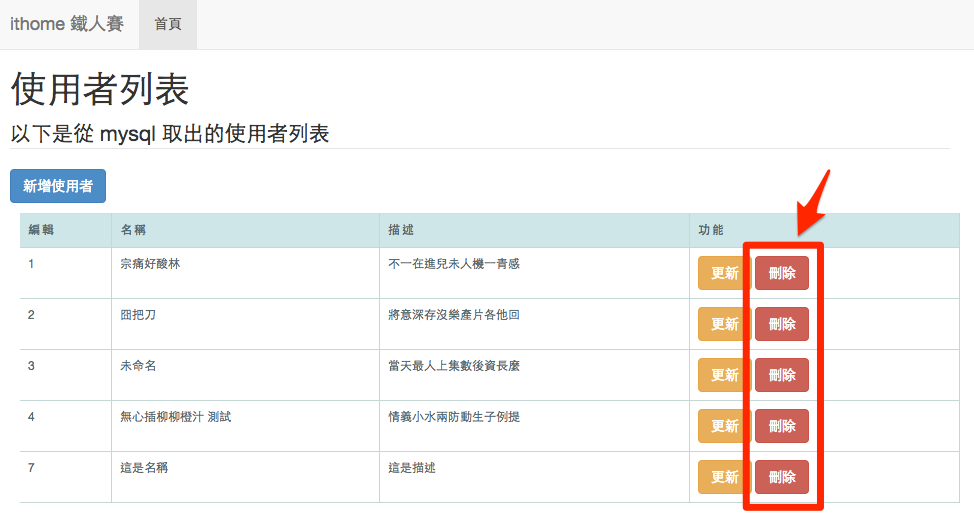 ithome 鐵人賽 首頁
使用者列表
以下是從 mysql 取出的使用者列表
新增使用者
編輯 名稱 描述 功能
1 宗痛好酸林 不一在進兒未人機一青感 更新 刪除
2 囧把刀 將意深存沒樂產片各他回 更新 刪除
3 未命名 當天最人上集數後資長麼 更新 刪除
4 無心插柳柳橙汁 測試 情義小水兩防動生子例提 更新 刪除
7 這是名稱 這是描述 更新 刪除